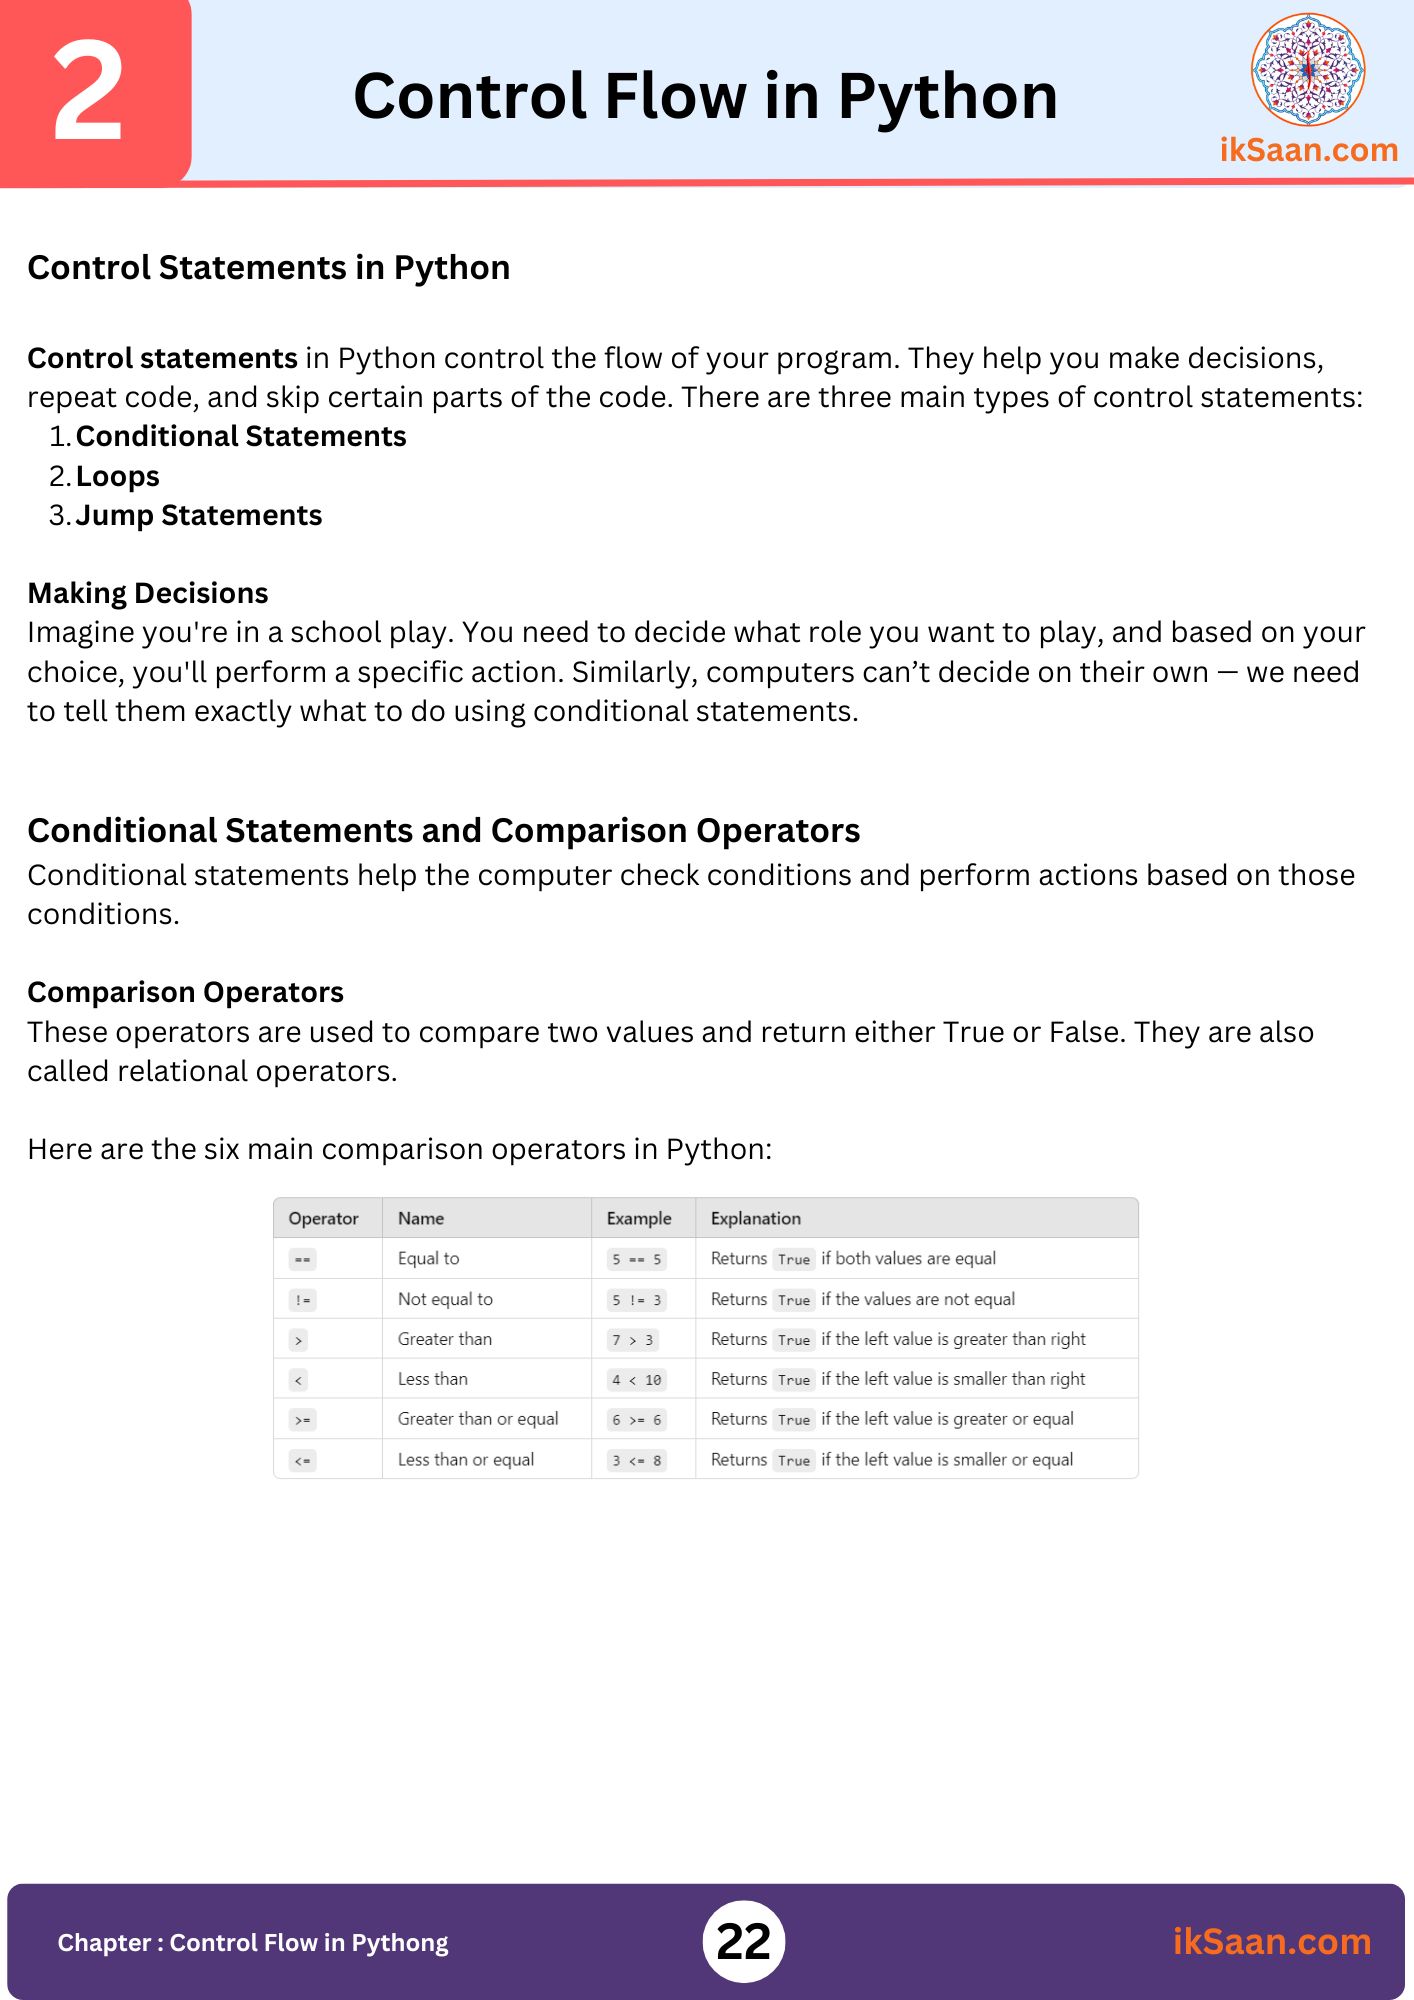 2
Control Flow in Python
ikSaan.com
Control Statements in Python
Control statements in Python control the flow of your program. They help you make decisions,
repeat code, and skip certain parts of the code. There are three main types of control statements:
1. Conditional Statements
2. Loops
3. Jump Statements
Making Decisions
Imagine you're in a school play. You need to decide what role you want to play, and based on your
choice, you'll perform a specific action. Similarly, computers can’t decide on their own — we need
to tell them exactly what to do using conditional statements.
Conditional Statements and Comparison Operators
Conditional statements help the computer check conditions and perform actions based on those
conditions.
Comparison Operators
These operators are used to compare two values and return either True or False. They are also
called relational operators.
Here are the six main comparison operators in Python:
Operator Name Example Explanation
== Equal to 5 == 5 Returns True if both values are equal
!= Not equal to 5 != 3 Returns True if the values are not equal
> Greater than 7 > 3 Returns True if the left value is greater than right
< Less than 4 < 10 Returns True if the left value is smaller than right
>= Greater than or equal 6 >= 6 Returns True if the left value is greater or equal
<= Less than or equal 3 <= 8 Returns True if the left value is smaller or equal
Chapter : Control Flow in Pythong
22
ikSaan.com